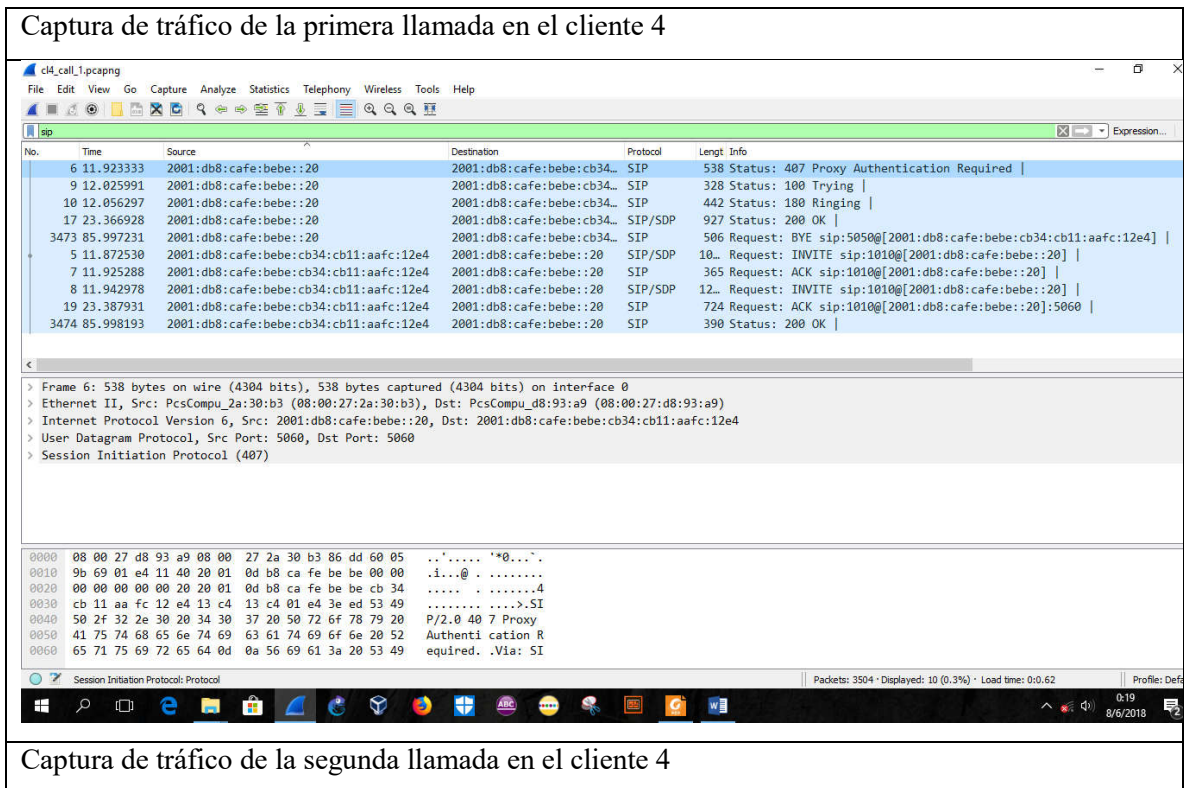 Captura de tráfico de la primera llamada en el cliente 4
cl4_call_1.pcapng
File Edit View Go Capture Analyze Statistics Telephony Wireless Tools Help
sip
Expression...
No. Time Source Destination Protocol Lengt Info
6 11.923333 2001:db8:cafe:bebe::20 2001:db8:cafe:bebe:cb34… SIP 538 Status: 407 Proxy Authentication Required |
9 12.025991 2001:db8:cafe:bebe::20 2001:db8:cafe:bebe:cb34… SIP 328 Status: 100 Trying |
10 12.056297 2001:db8:cafe:bebe::20 2001:db8:cafe:bebe:cb34… SIP 442 Status: 180 Ringing |
17 23.366928 2001:db8:cafe:bebe::20 2001:db8:cafe:bebe:cb34… SIP/SDP 927 Status: 200 OK |
3473 85.997231 2001:db8:cafe:bebe::20 2001:db8:cafe:bebe:cb34… SIP 506 Request: BYE sip:5050@[2001:db8:cafe:bebe:cb34:cb11:aafc:12e4] |
5 11.872530 2001:db8:cafe:bebe:cb34:cb11:aafc:12e4 2001:db8:cafe:bebe::20 SIP/SDP 10… Request: INVITE sip:1010@[2001:db8:cafe:bebe::20] |
7 11.925288 2001:db8:cafe:bebe:cb34:cb11:aafc:12e4 2001:db8:cafe:bebe::20 SIP 365 Request: ACK sip:1010@[2001:db8:cafe:bebe::20] |
8 11.942978 2001:db8:cafe:bebe:cb34:cb11:aafc:12e4 2001:db8:cafe:bebe::20 SIP/SDP 12… Request: INVITE sip:1010@[2001:db8:cafe:bebe::20] |
19 23.387931 2001:db8:cafe:bebe:cb34:cb11:aafc:12e4 2001:db8:cafe:bebe::20 SIP 724 Request: ACK sip:1010@[2001:db8:cafe:bebe::20]:5060 |
3474 85.998193 2001:db8:cafe:bebe:cb34:cb11:aafc:12e4 2001:db8:cafe:bebe::20 SIP 390 Status: 200 OK |
> Frame 6: 538 bytes on wire (4304 bits), 538 bytes captured (4304 bits) on interface 0
> Ethernet II, Src: PcsCompu_2a:30:b3 (08:00:27:2a:30:b3), Dst: PcsCompu_d8:93:a9 (08:00:27:d8:93:a9)
> Internet Protocol Version 6, Src: 2001:db8:cafe:bebe::20, Dst: 2001:db8:cafe:bebe:cb34:cb11:aafc:12e4
> User Datagram Protocol, Src Port: 5060, Dst Port: 5060
> Session Initiation Protocol (407)
0000 08 00 27 d8 93 a9 08 00 27 2a 30 b3 86 dd 60 05 ..'..... '*0...`.
0010 9b 69 01 e4 11 40 20 01 0d b8 ca fe be be 00 00 .i...@ . ........
0020 00 00 00 00 00 20 20 01 0d b8 ca fe be be cb 34 ..... . .......4
0030 cb 11 aa fc 12 e4 13 c4 13 c4 01 e4 3e ed 53 49 ........ ....>.SI
0040 50 2f 32 2e 30 20 34 30 37 20 50 72 6f 78 79 20 P/2.0 40 7 Proxy
0050 41 75 74 68 65 6e 74 69 63 61 74 69 6f 6e 20 52 Authenti cation R
0060 65 71 75 69 72 65 64 0d 0a 56 69 61 3a 20 53 49 equired. .Via: SI
Session Initiation Protocol: Protocol Packets: 3504 · Displayed: 10 (0.3%) · Load time: 0:0.62 Profile: Defa
ABC
0:19
8/6/2018
Captura de tráfico de la segunda llamada en el cliente 4